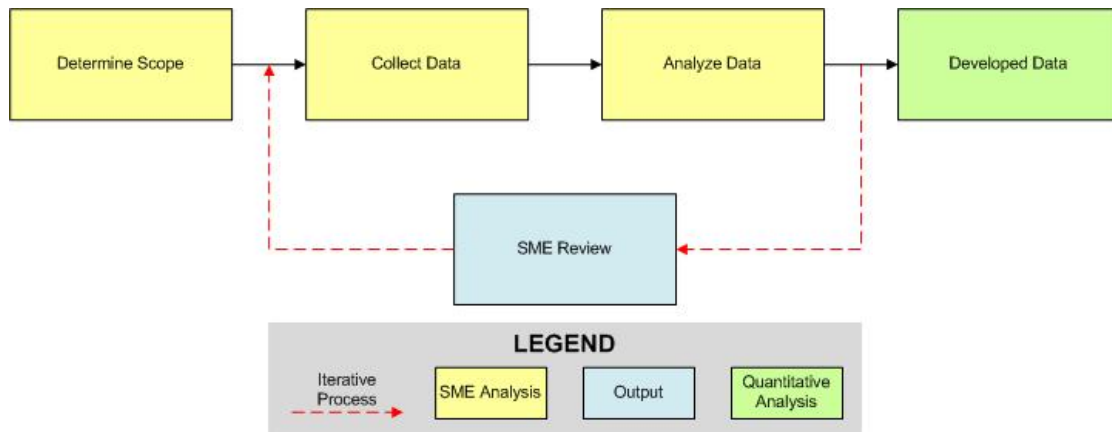 Determine Scope
Collect Data
Analyze Data
Developed Data
SME Review
LEGEND
Iterative
Process
SME Analysis
Output
Quantitative
Analysis